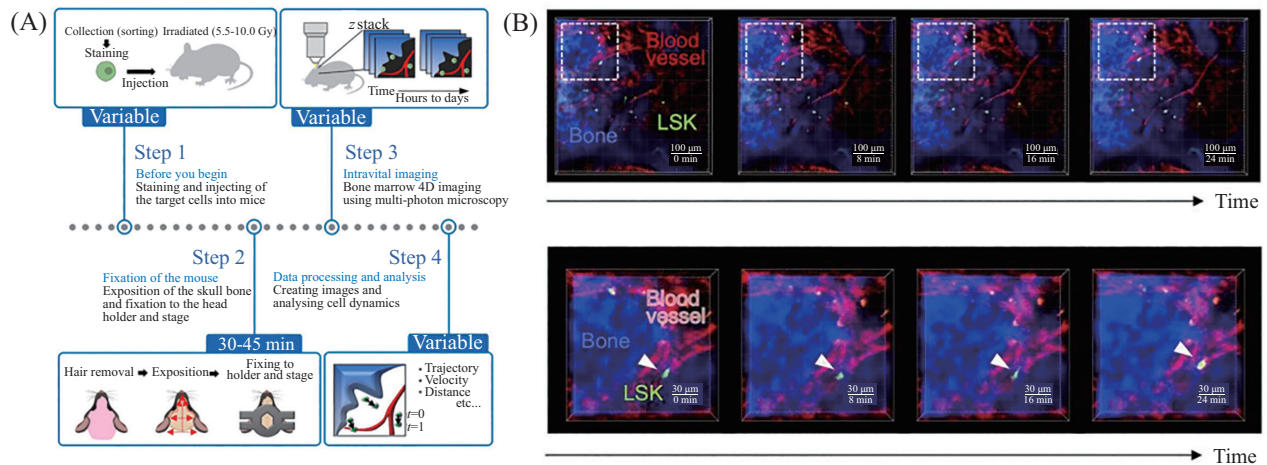 (A)
Collection (sorting) Irradiated (5.5-10.0 Gy)
Staining
Injection
Variable
z stack
Time
Hours to days
Variable
Step 1
Before you begin
Staining and injecting of
the target cells into mice
Step 3
Intravital imaging
Bone marrow 4D imaging
using multi-photon microscopy
Step 2
Fixation of the mouse
Exposition of the skull bone
and fixation to the head
holder and stage
30-45 min
Hair removal
Exposition
Fixing to
holder and stage
Step 4
Data processing and analysis
Creating images and
analysing cell dynamics
Variable
• Trajectory
• Velocity
• Distance
etc...
t=0
t=1
(B)
Blood
vessel
LSK
Bone
100 μm
0 min
100 μm
8 min
100 μm
16 min
100 μm
24 min
Time
Blood
vessel
Bone
LSK
30 μm
0 min
30 μm
8 min
30 μm
16 min
30 μm
24 min
Time